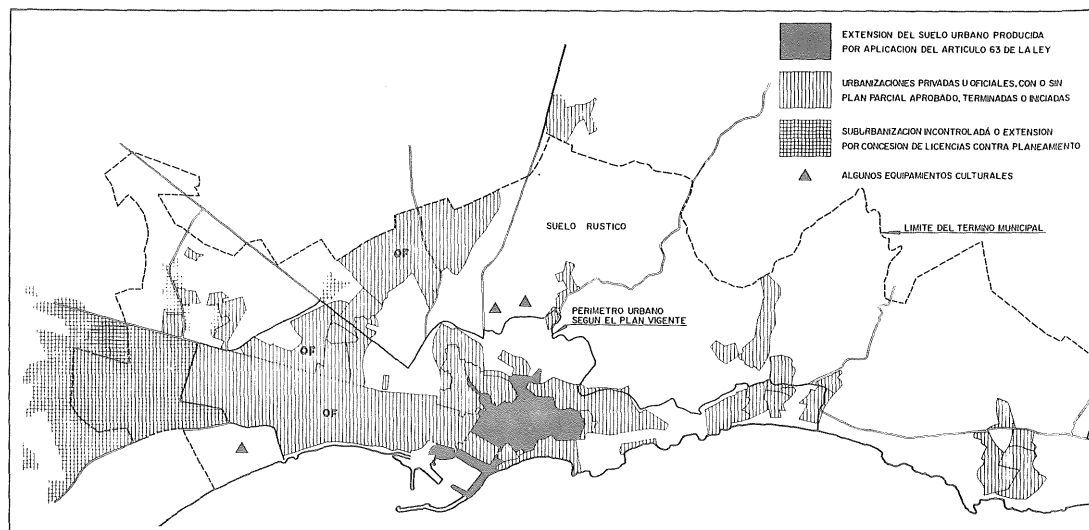 EXTENSION DEL SUELO URBANO PRODUCIDA
POR APLICACION DEL ARTICULO 63 DE LA LEY
URBANIZACIONES PRIVADAS U OFICIALES, CON O SIN
PLAN PARCIAL APROBADO, TERMINADAS O INICIADAS
SUBURBANIZACION INCONTROLADÁ O EXTENSION
POR CONCESION DE LICENCIAS CONTRA PLANEAMIENTO
ALGUNOS EQUIPAMIENTOS CULTURALES
SUELO RUSTICO
LIMITE DEL TERMINO MUNICIPAL
OF
PERIMETRO URBANO
SEGUN EL PLAN VIGENTE
OF
OF